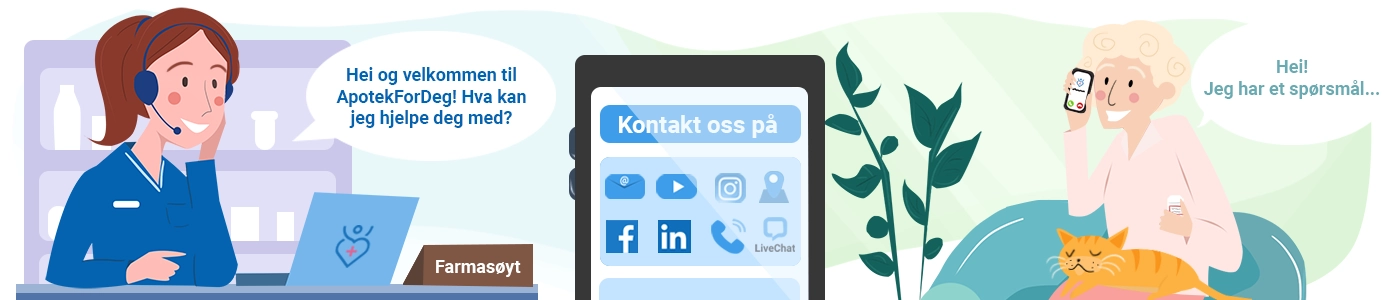 Hei og velkommen til
ApotekForDeg! Hva kan
jeg hjelpe deg med?
Farmasøyt
Kontakt oss på
@
LiveChat
Hei!
Jeg har et spørsmål...